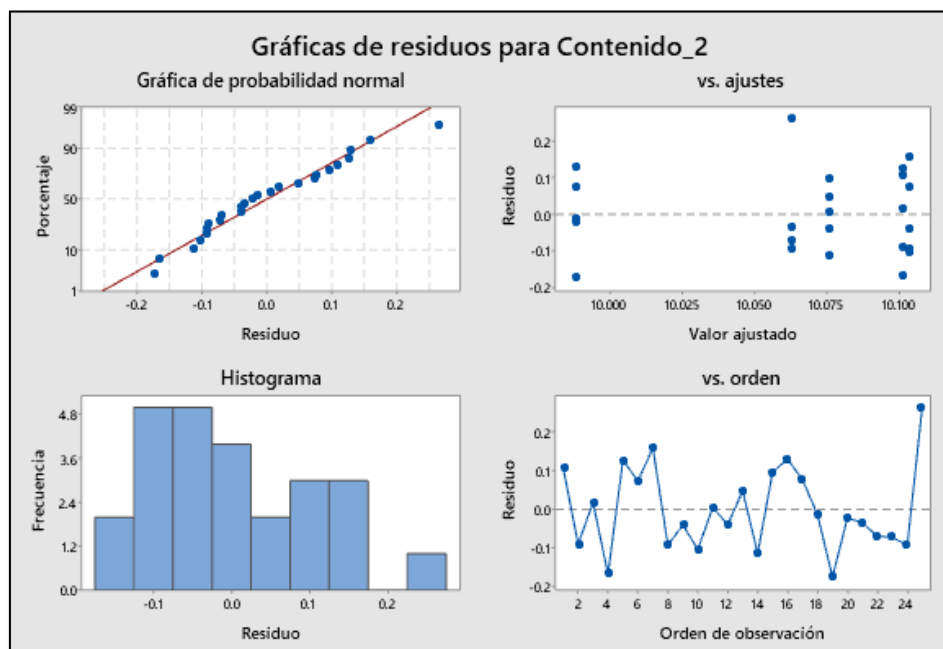 Gráficas de residuos para Contenido_2
Gráfica de probabilidad normal
99
90
50
10
1
Porcentaje
-0.2 -0.1 0.0 0.1 0.2
Residuo
vs. ajustes
0.2
0.1
0.0
-0.1
-0.2
Residuo
10.000 10.025 10.050 10.075 10.100
Valor ajustado
Histograma
4.8
3.6
2.4
1.2
0.0
Frecuencia
-0.1 0.0 0.1 0.2
Residuo
vs. orden
0.2
0.1
0.0
-0.1
-0.2
Residuo
2 4 6 8 10 12 14 16 18 20 22 24
Orden de observación